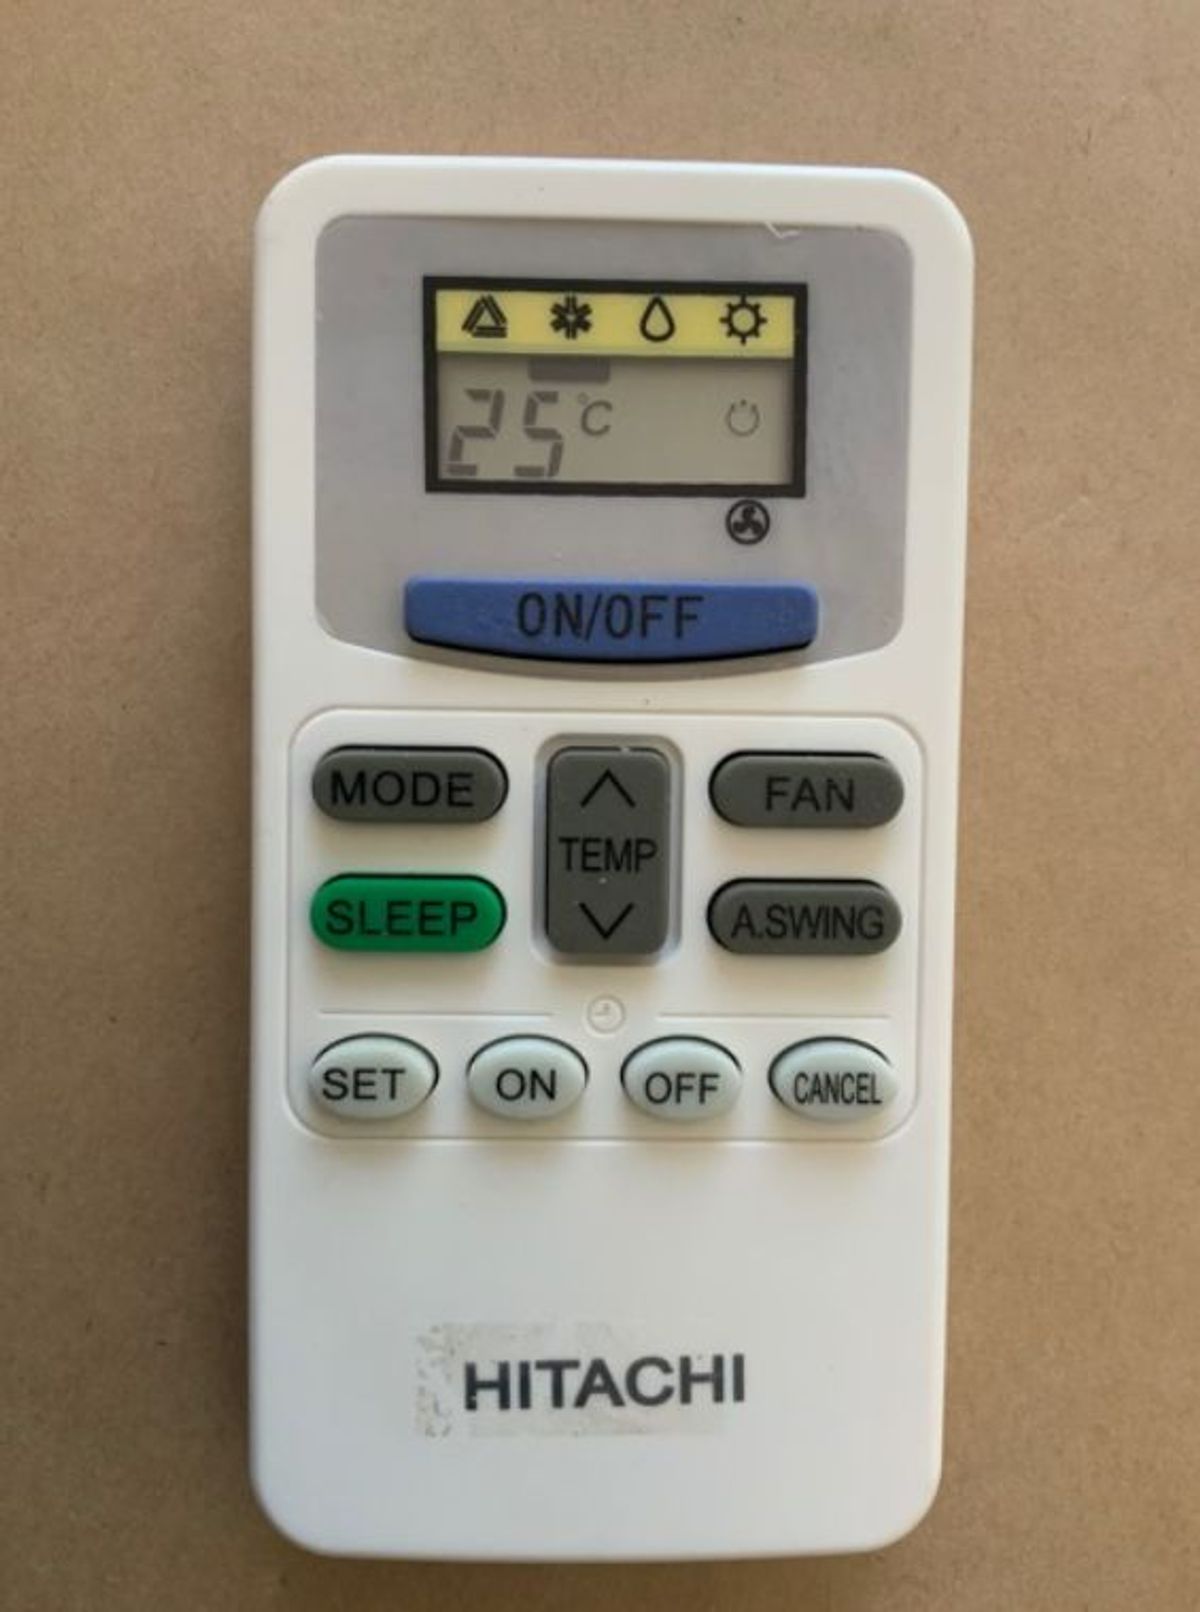 25 °C
ON/OFF
MODE
TEMP
FAN
SLEEP
A.SWING
SET ON OFF CANCEL
HITACHI